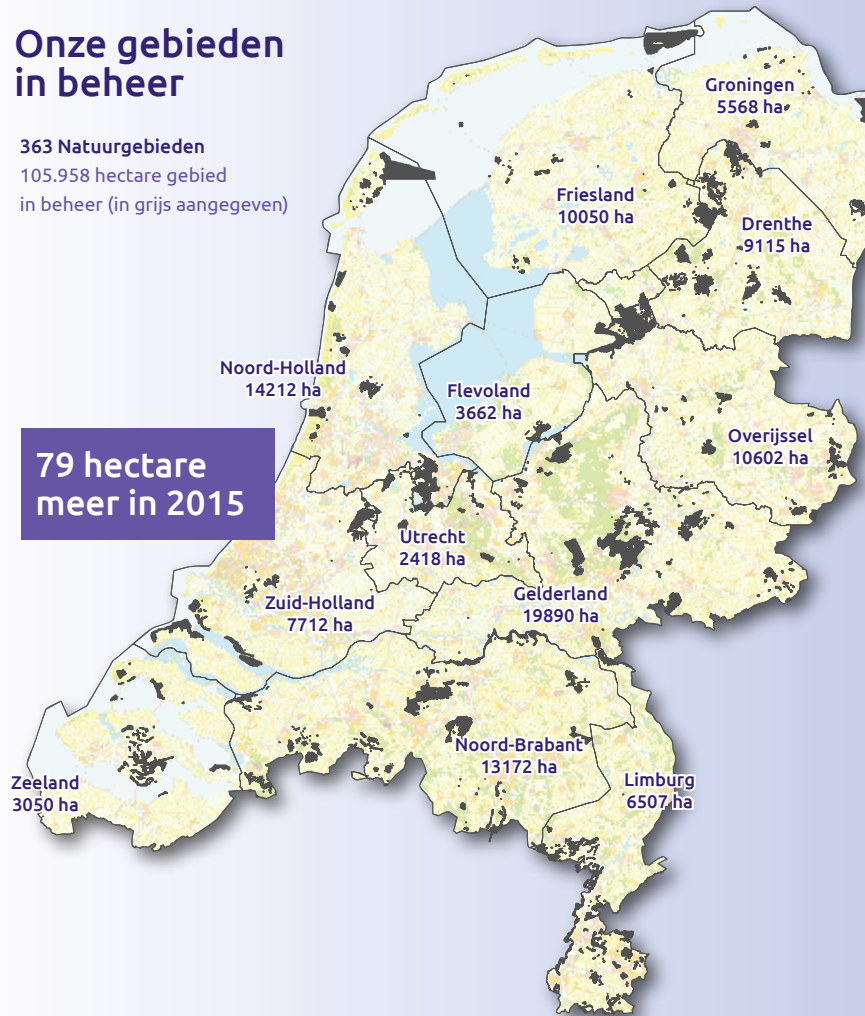 Onze gebieden
in beheer
363 Natuurgebieden
105.958 hectare gebied
in beheer (in grijs aangegeven)
Groningen
5568 ha
Friesland
10050 ha
Drenthe
9115 ha
Noord-Holland
14212 ha
Flevoland
3662 ha
Overijssel
10602 ha
79 hectare
meer in 2015
Utrecht
2418 ha
Gelderland
19890 ha
Zuid-Holland
7712 ha
Noord-Brabant
13172 ha
Zeeland
3050 ha
Limburg
6507 ha